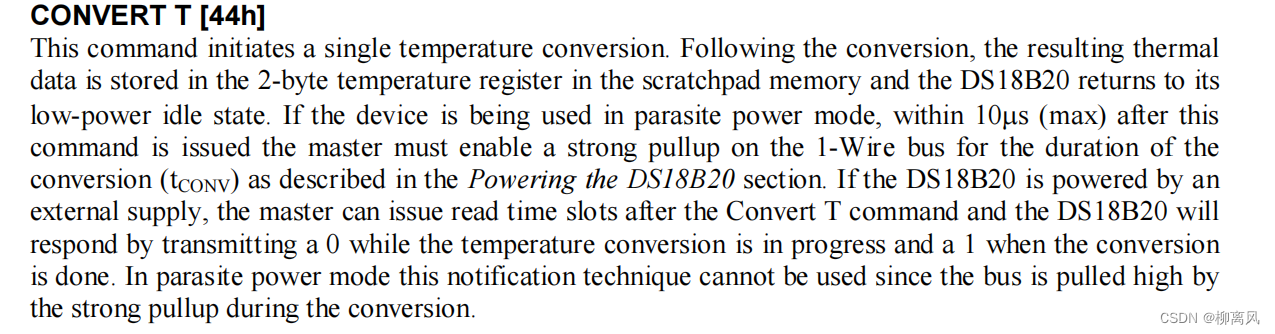 CONVERT T [44h]
This command initiates a single temperature conversion. Following the conversion, the resulting thermal
data is stored in the 2-byte temperature register in the scratchpad memory and the DS18B20 returns to its
low-power idle state. If the device is being used in parasite power mode, within 10μs (max) after this
command is issued the master must enable a strong pullup on the 1-Wire bus for the duration of the
conversion (tCONV) as described in the Powering the DS18B20 section. If the DS18B20 is powered by an
external supply, the master can issue read time slots after the Convert T command and the DS18B20 will
respond by transmitting a 0 while the temperature conversion is in progress and a 1 when the conversion
is done. In parasite power mode this notification technique cannot be used since the bus is pulled high by
the strong pullup during the conversion.
CSDN @柳离风